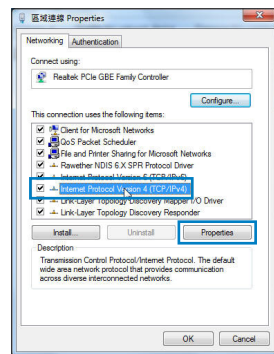 區域連線 Properties
Networking
Authentication
Connect using:
Realtek PCIe GBE Family Controller
Configure...
This connection uses the following items:
Client for Microsoft Networks
QoS Packet Scheduler
File and Printer Sharing for Microsoft Networks
Rawether NDIS 6.X SPR Protocol Driver
Internet Protocol Version 6 (TCP/IPv6)
Internet Protocol Version 4 (TCP/IPv4)
Link-Layer Topology Discovery Mapper I/O Driver
Link-Layer Topology Discovery Responder
Install...
Uninstall
Properties
Description
Transmission Control Protocol/Internet Protocol. The default
wide area network protocol that provides communication
across diverse interconnected networks.
OK
Cancel